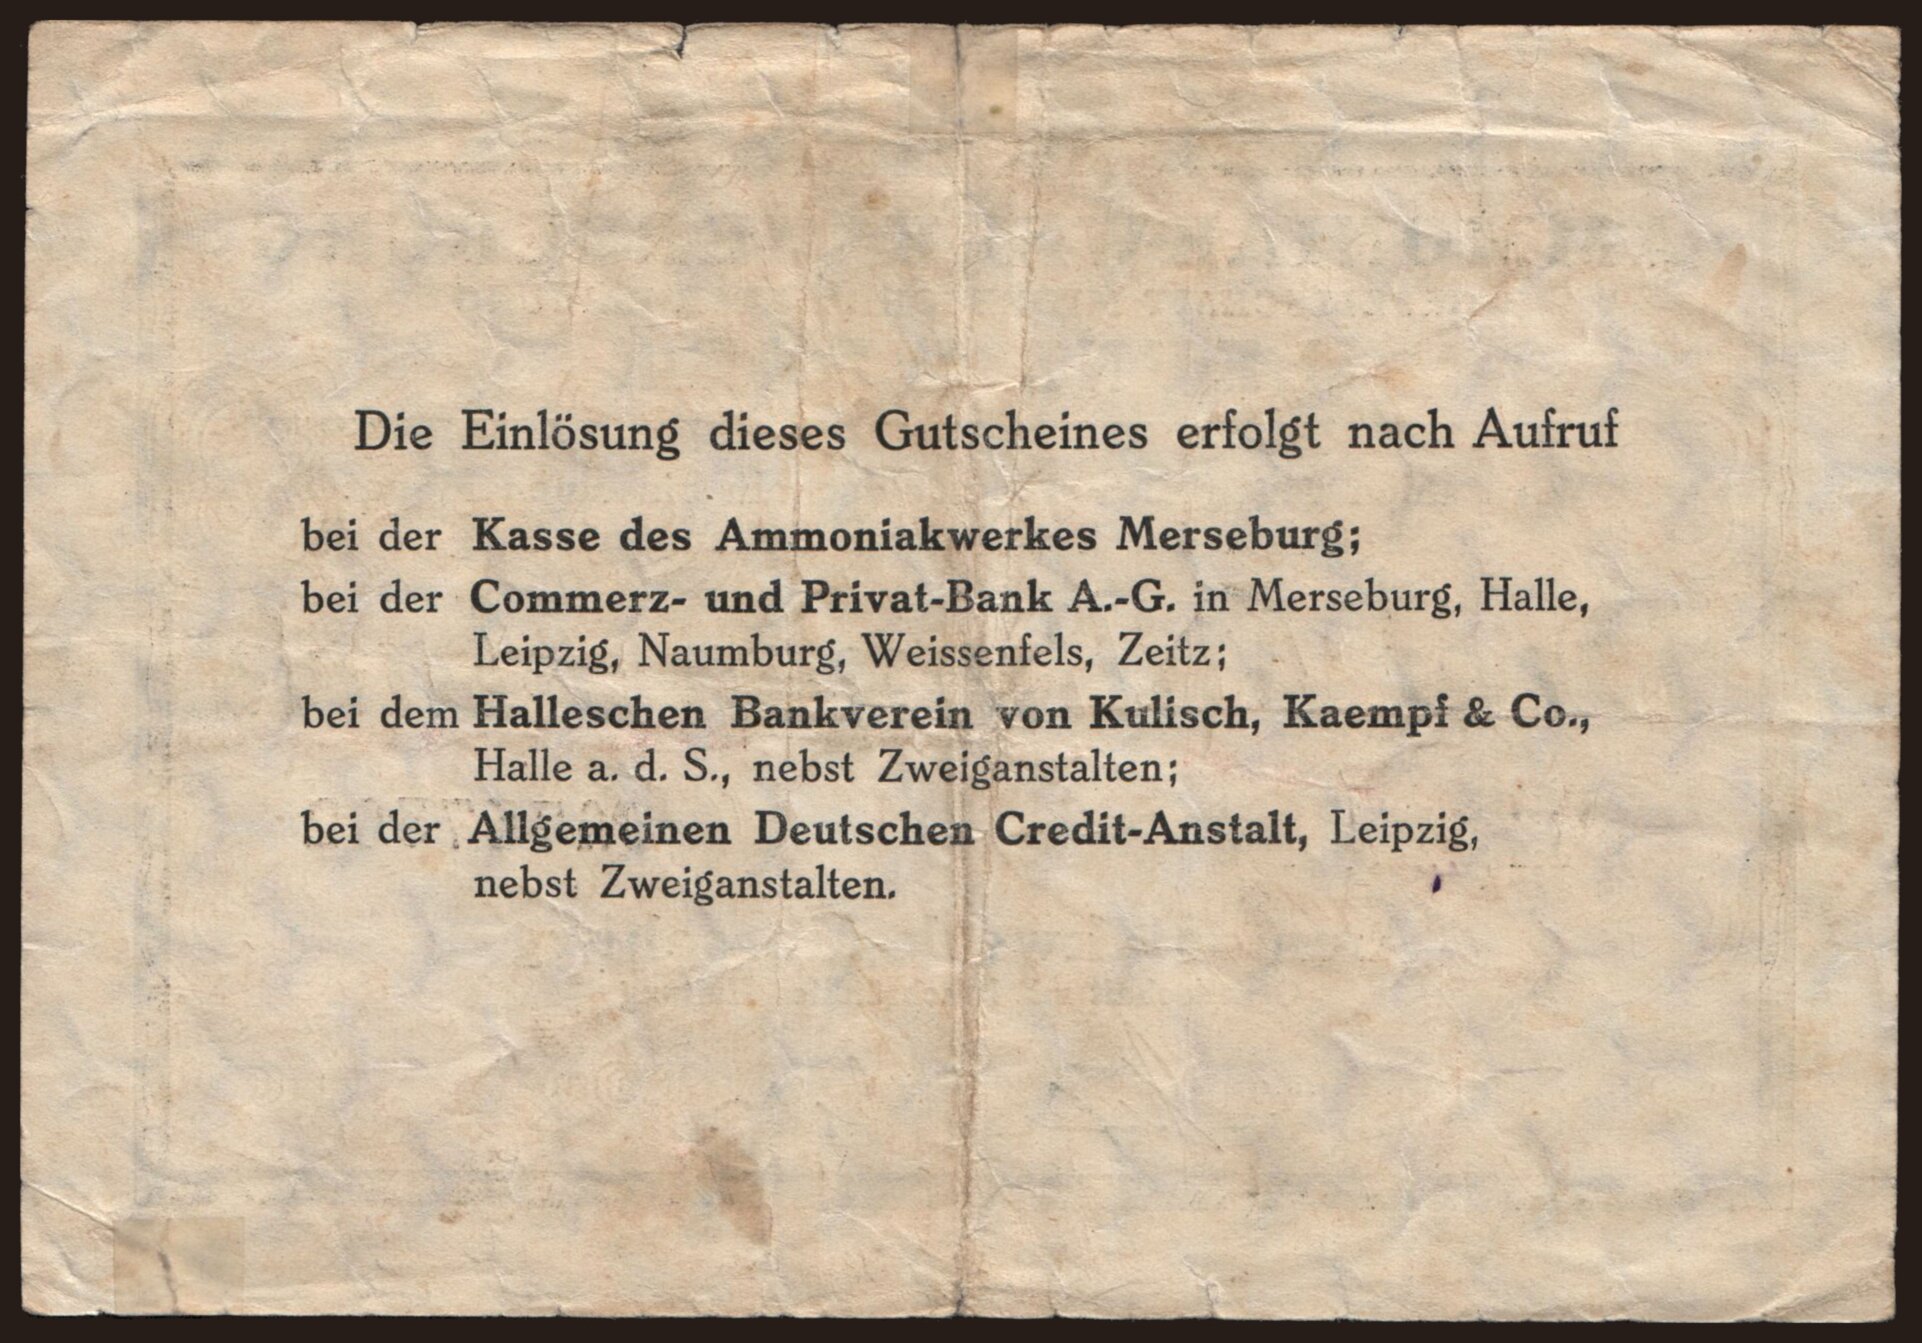 Die Einlösung dieses Gutscheines erfolgt nach Aufruf
bei der Kasse des Ammoniakwerkes Merseburg;
bei der Commerz- und Privat-Bank A.-G. in Merseburg, Halle,
Leipzig, Naumburg, Weissenfels, Zeitz;
bei dem Halleschen Bankverein von Kulisch, Kaempf & Co.,
Halle a. d. S., nebst Zweiganstalten;
bei der Allgemeinen Deutschen Credit-Anstalt, Leipzig,
nebst Zweiganstalten.